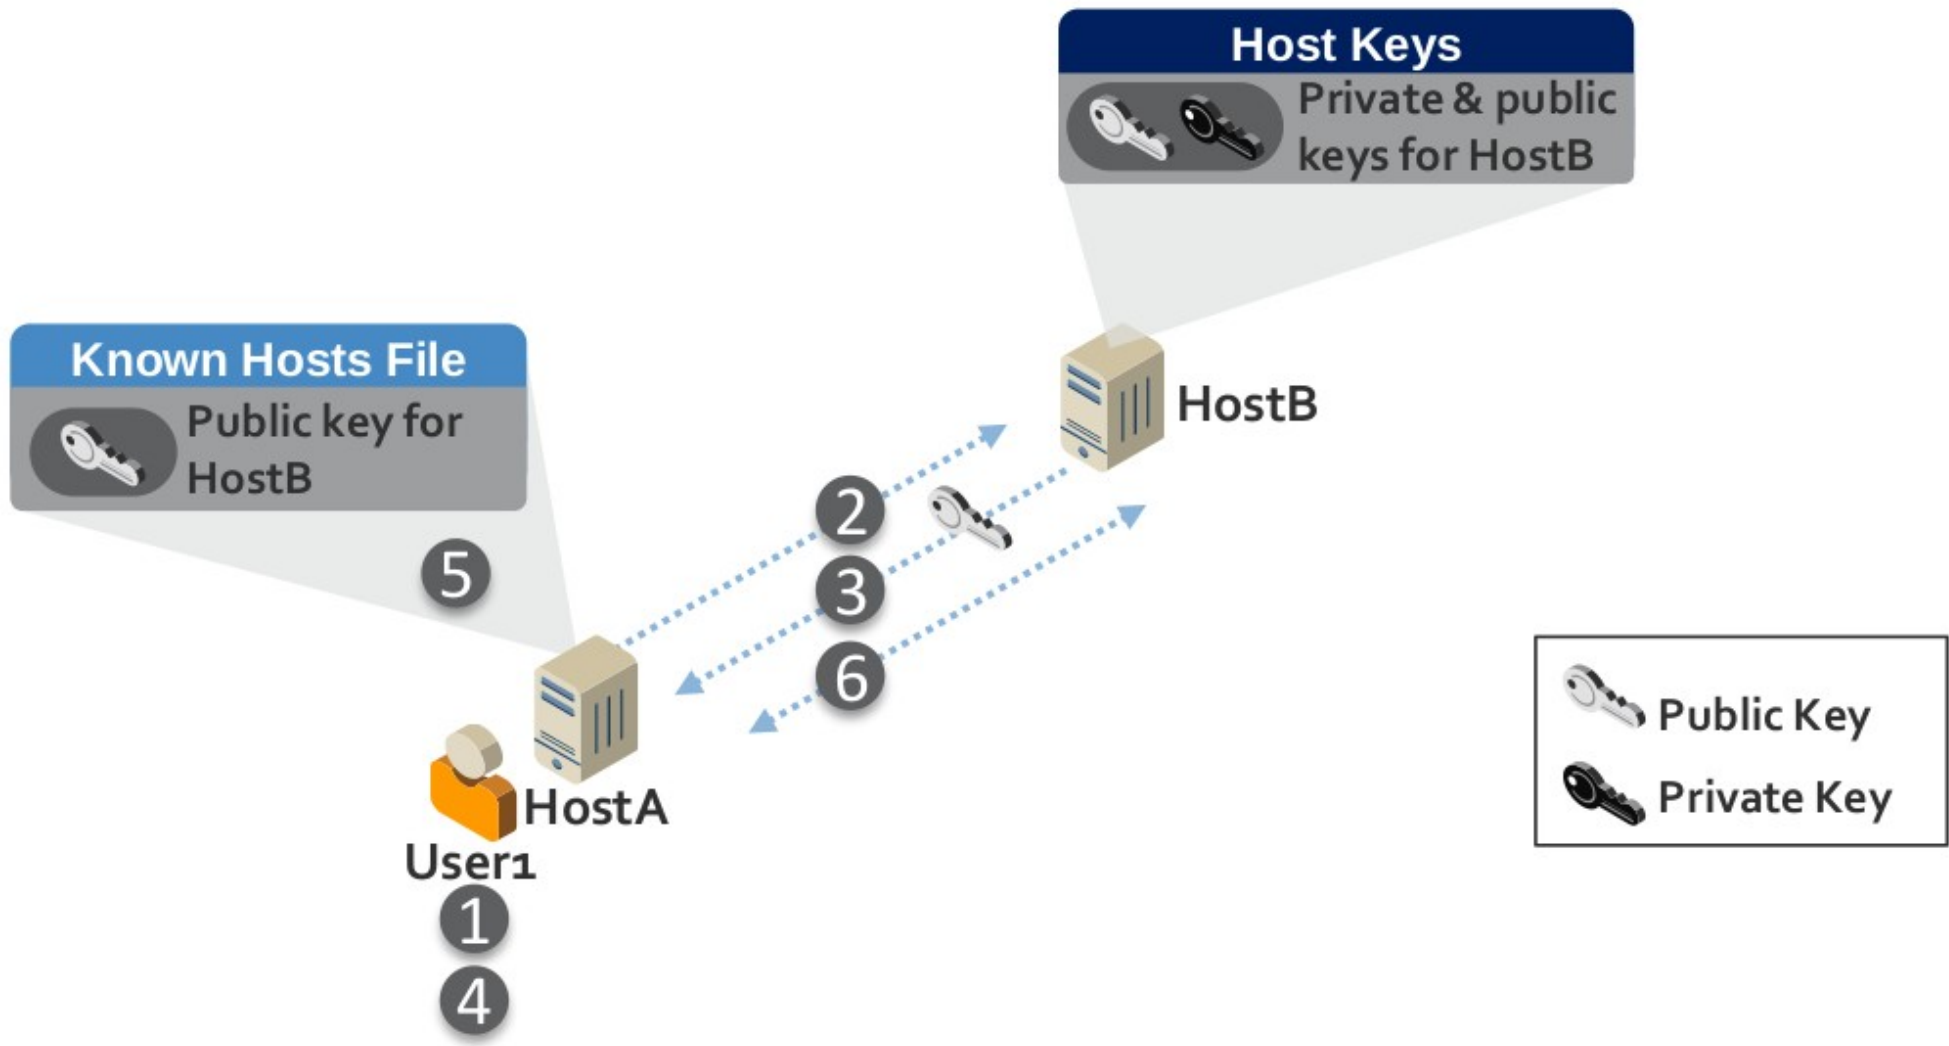 Host Keys
Private & public
keys for HostB
Known Hosts File
Public key for
HostB
HostB
2
3
5
6
HostA
User1
1
4
Public Key
Private Key